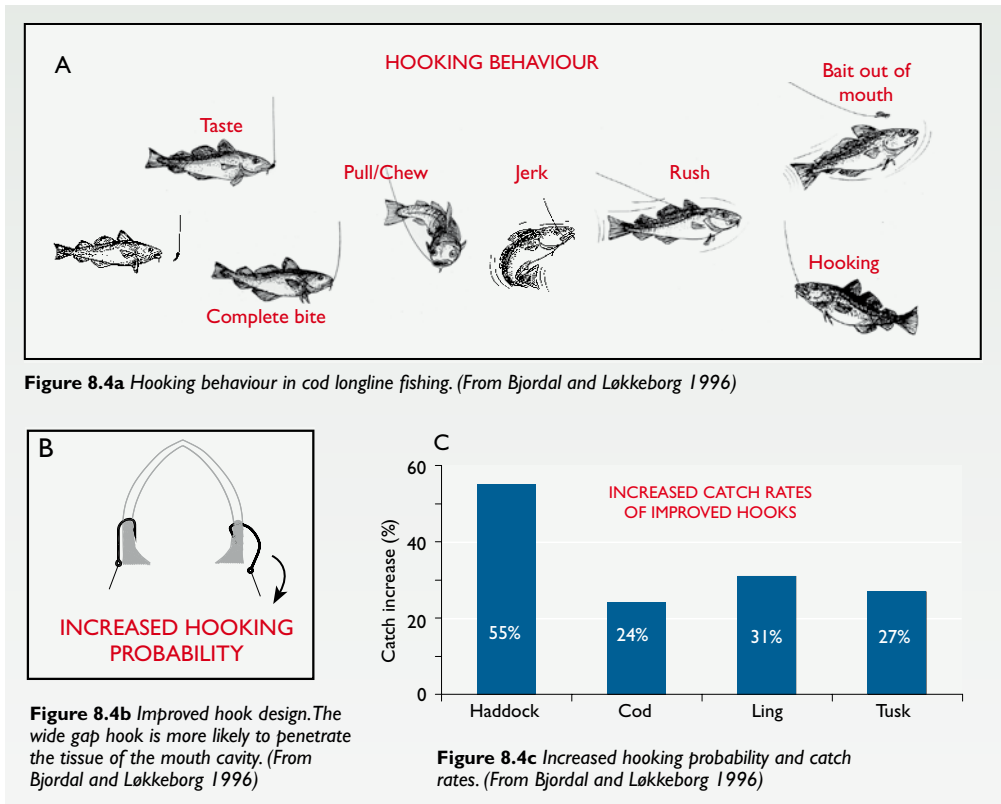 A
HOOKING BEHAVIOUR
Taste
Complete bite
Pull/Chew
Jerk
Rush
Bait out of
mouth
Hooking
Figure 8.4a Hooking behaviour in cod longline fishing. (From Bjordal and Løkkeborg 1996)
B
INCREASED HOOKING
PROBABILITY
Figure 8.4b Improved hook design. The
wide gap hook is more likely to penetrate
the tissue of the mouth cavity. (From
Bjordal and Løkkeborg 1996)
C
INCREASED CATCH RATES
OF IMPROVED HOOKS
Catch increase (%)
60
40
20
0
55%
24%
31%
27%
Haddock
Cod
Ling
Tusk
Figure 8.4c Increased hooking probability and catch
rates. (From Bjordal and Løkkeborg 1996)